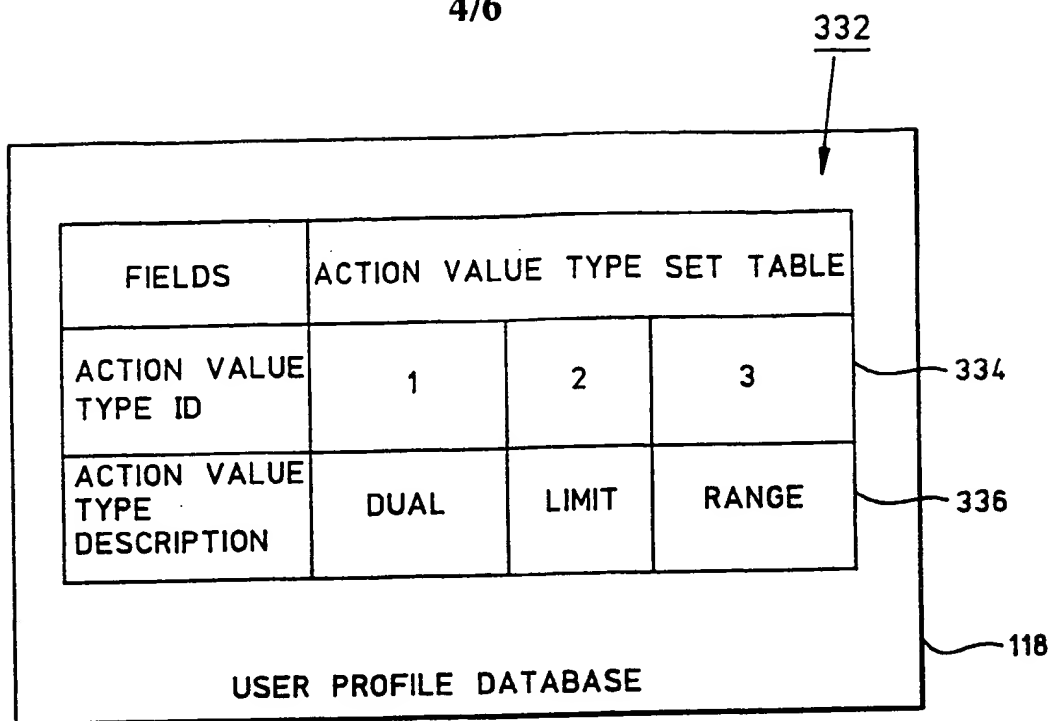 4/6
332
FIELDS
ACTION VALUE TYPE SET TABLE
ACTION VALUE
TYPE ID
1
2
3
334
ACTION VALUE
TYPE
DESCRIPTION
DUAL
LIMIT
RANGE
336
118
USER PROFILE DATABASE